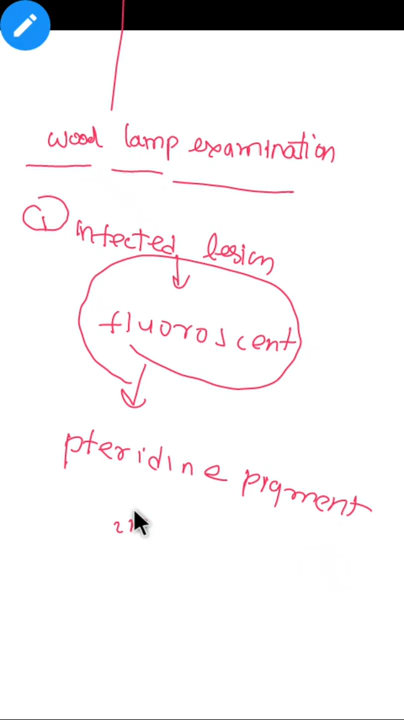 wood lamp examination
1 infected lesion
fluoroscent
pteridine pigment